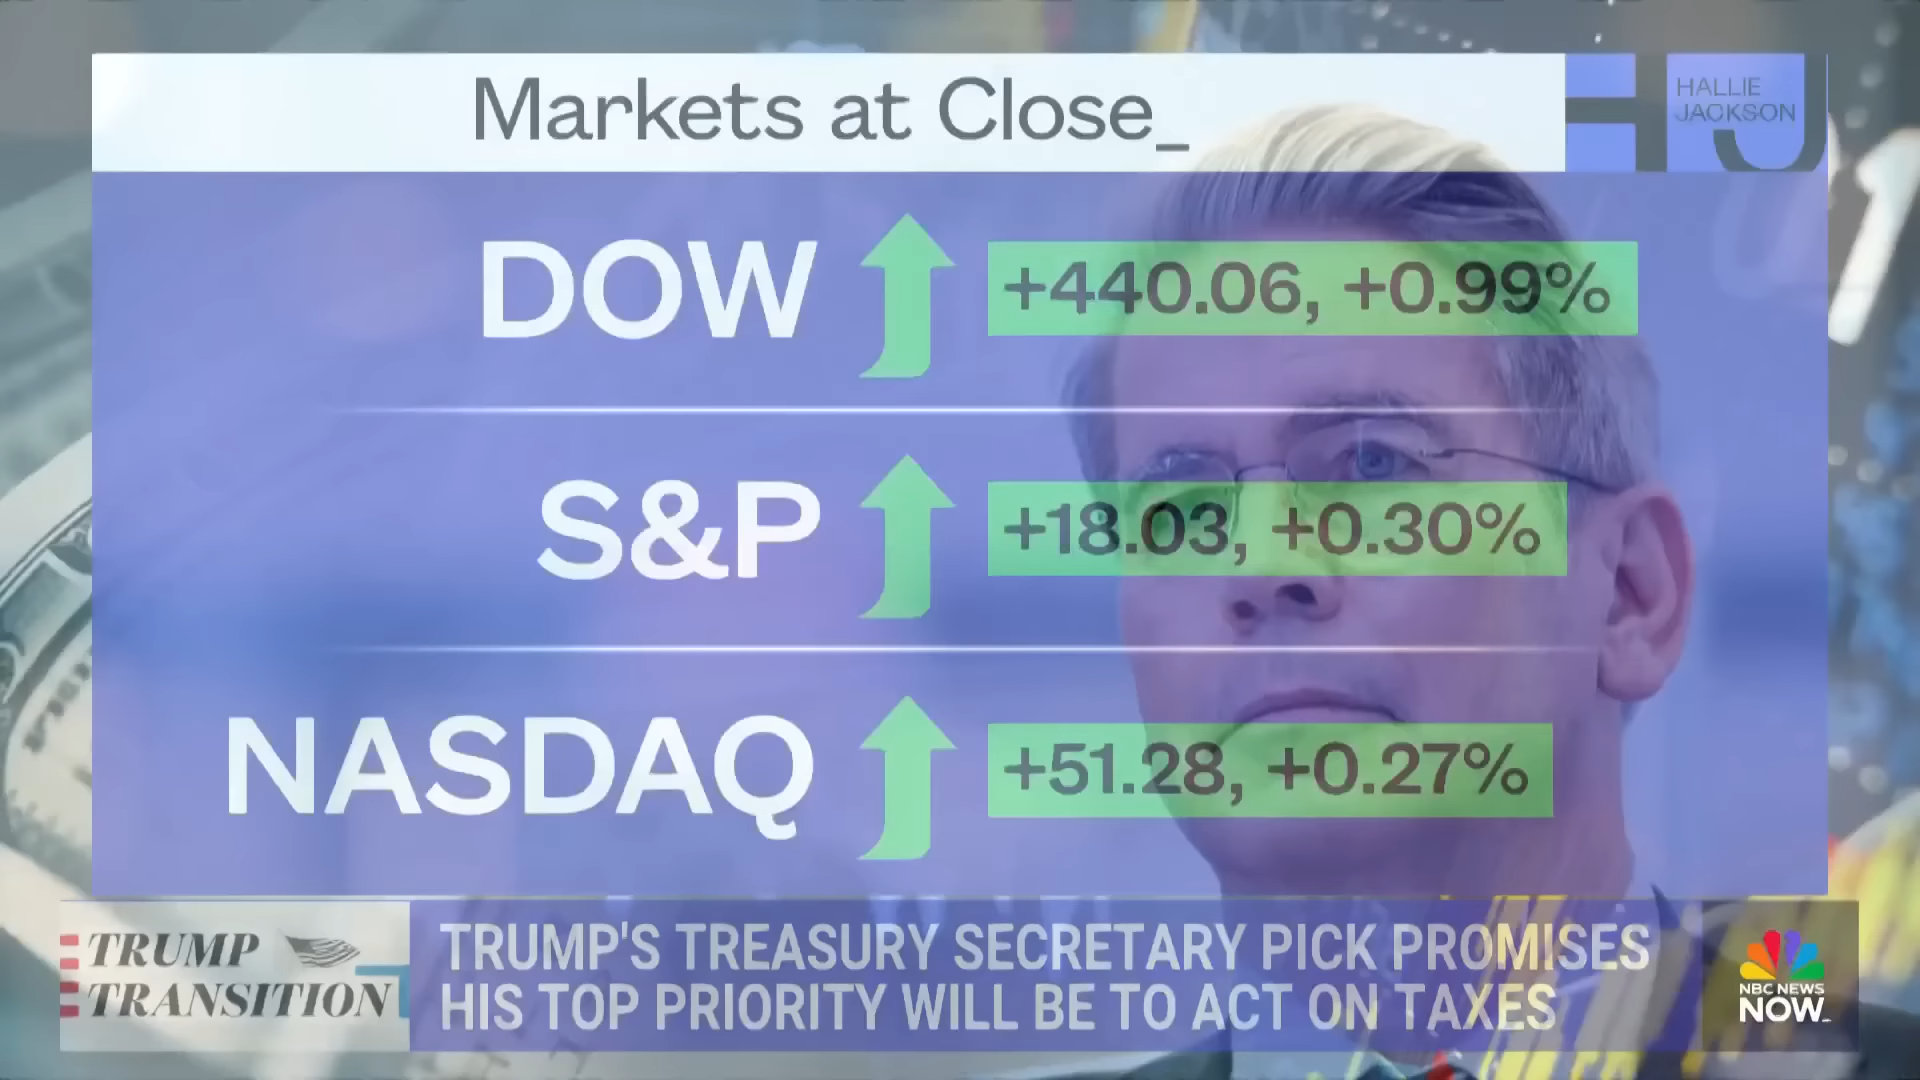 Markets at Close_
HALLIE
JACKSON
DOW +440.06, +0.99%
S&P +18.03, +0.30%
NASDAQ +51.28, +0.27%
TRUMP
TRANSITION
TRUMP'S TREASURY SECRETARY PICK PROMISES
HIS TOP PRIORITY WILL BE TO ACT ON TAXES
NBC NEWS
NOW_